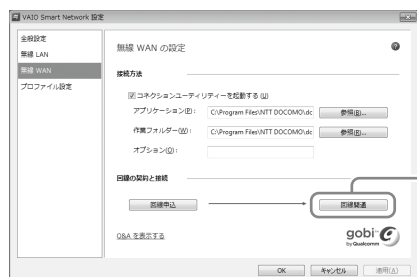 VAIO Smart Network 設定
全般設定
無線 LAN
無線 WAN
プロファイル設定
無線 WAN の設定
接続方法
コネクションユーティリティーを起動する (U)
アプリケーション(P): C:\Program Files\NTT DOCOMO\dc 参照(B)...
作業フォルダー(W): C:\Program Files\NTT DOCOMO\dc 参照(R)...
オプション(O):
回線の契約と接続
回線申込 回線開通
Q&A を表示する
gobi
by Qualcomm
OK キャンセル 適用(A)